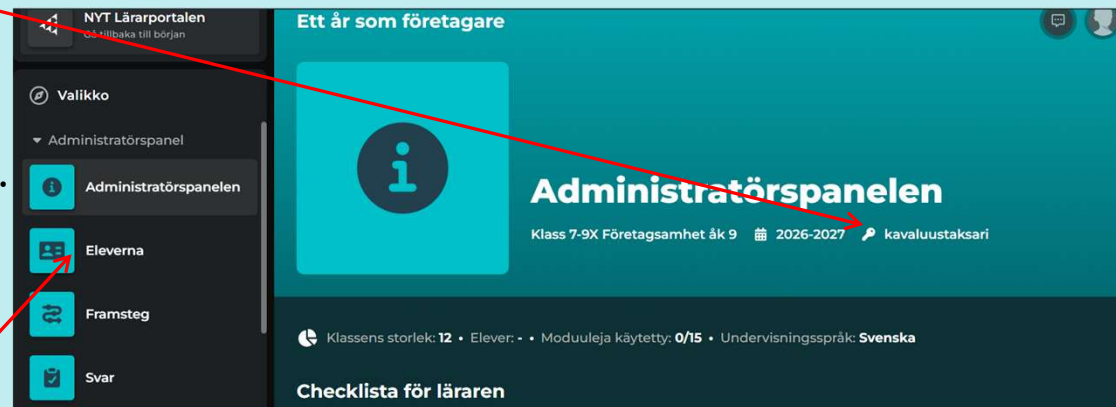 NYT Lärarportalen
Gå tillbaka till början
Valikko
Administratörspanel
Administratörspanelen
Eleverna
Framsteg
Svar
Ett år som företagare
Administratörspanelen
Klass 7-9X Företagsamhet åk 9 2026-2027 kavaluustaksari
Klassens storlek: 12 • Elever: - • Moduuleja käytetty: 0/15 • Undervisningsspråk: Svenska
Checklista för läraren